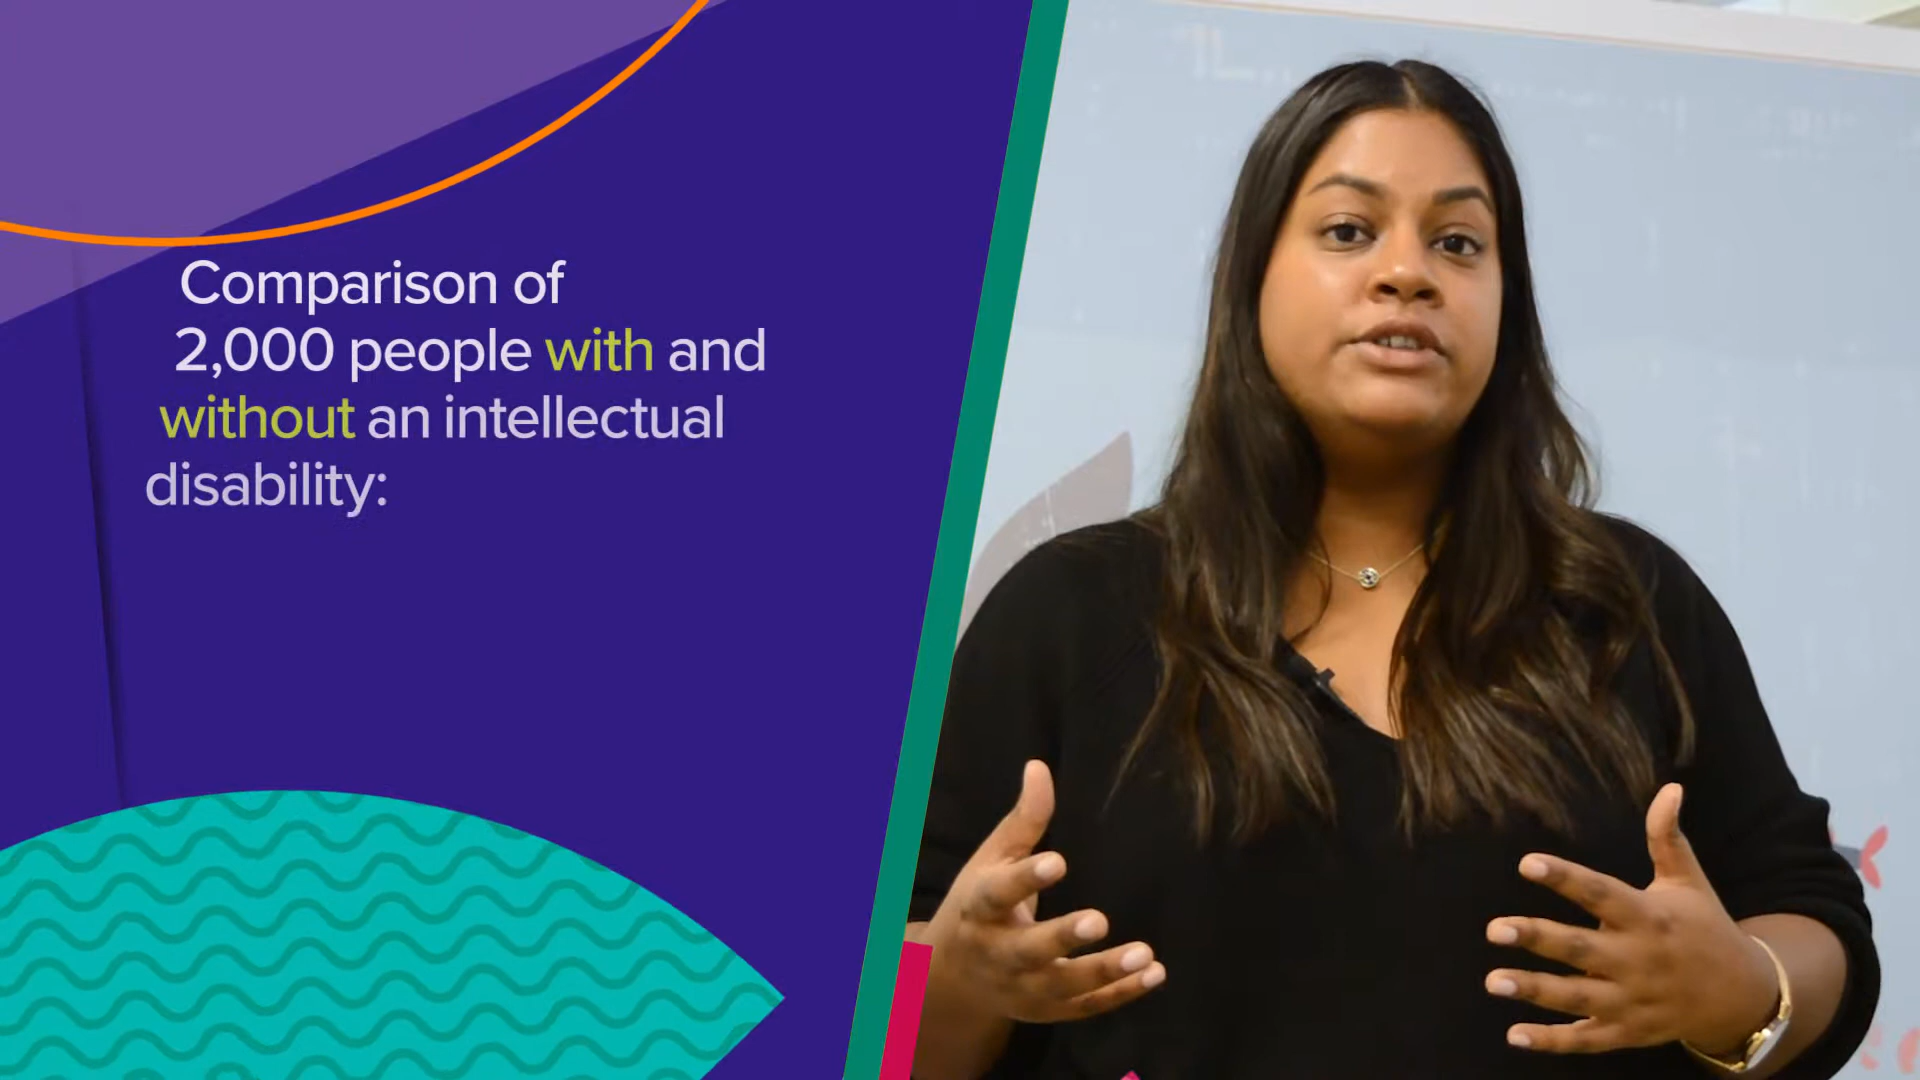 Comparison of
2,000 people with and
without an intellectual
disability: